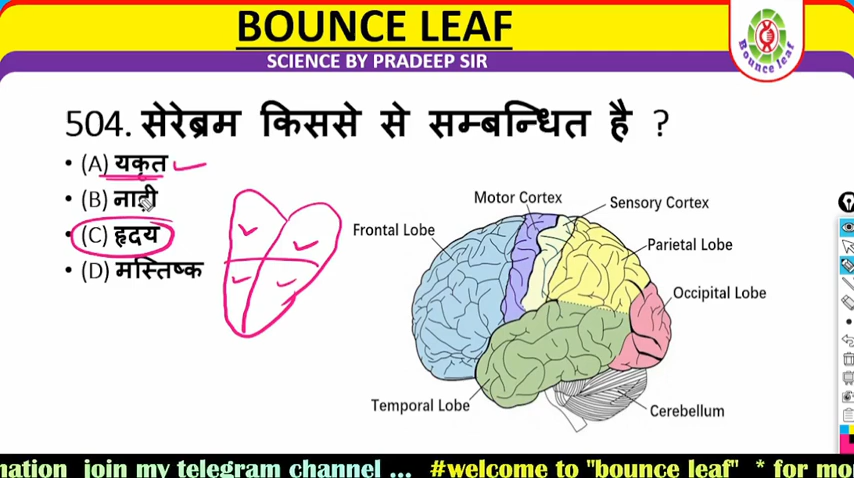 BOUNCE LEAF
SCIENCE BY PRADEEP SIR
Bounce leaf
504. सेरेब्रम किससे से सम्बन्धित है ?
• (A) यकृत
• (B) नाड़ी
• (C) हृदय
• (D) मस्तिष्क
Motor Cortex
Sensory Cortex
Frontal Lobe
Parietal Lobe
Occipital Lobe
Temporal Lobe
Cerebellum
nation join my telegram channel ... #welcome to "bounce leaf" * for mo